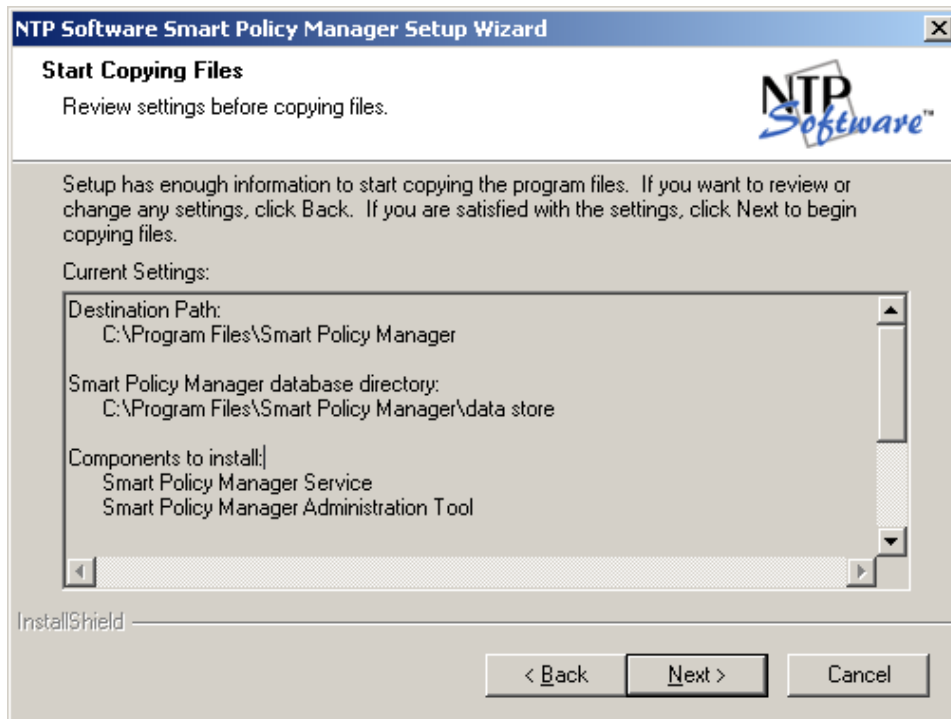 NTP Software Smart Policy Manager Setup Wizard
Start Copying Files
Review settings before copying files.
NTP
Software™
Setup has enough information to start copying the program files. If you want to review or
change any settings, click Back. If you are satisfied with the settings, click Next to begin
copying files.
Current Settings:
Destination Path:
C:\Program Files\Smart Policy Manager
Smart Policy Manager database directory:
C:\Program Files\Smart Policy Manager\data store
Components to install:
Smart Policy Manager Service
Smart Policy Manager Administration Tool
InstallShield
< Back
Next >
Cancel